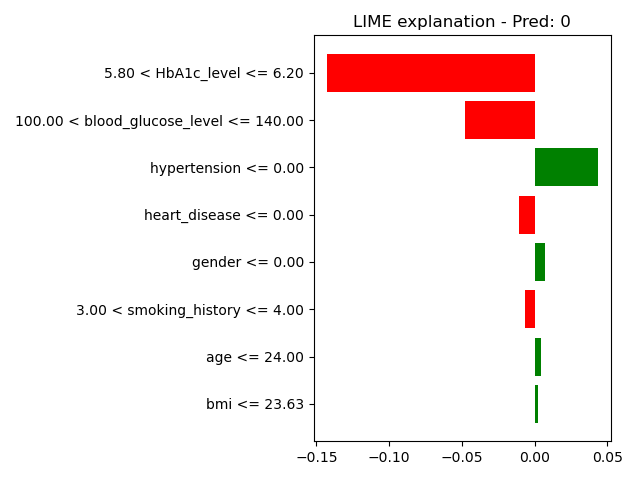 LIME explanation - Pred: 0
5.80 < HbA1c_level <= 6.20
100.00 < blood_glucose_level <= 140.00
hypertension <= 0.00
heart_disease <= 0.00
gender <= 0.00
3.00 < smoking_history <= 4.00
age <= 24.00
bmi <= 23.63
−0.15 −0.10 −0.05 0.00 0.05